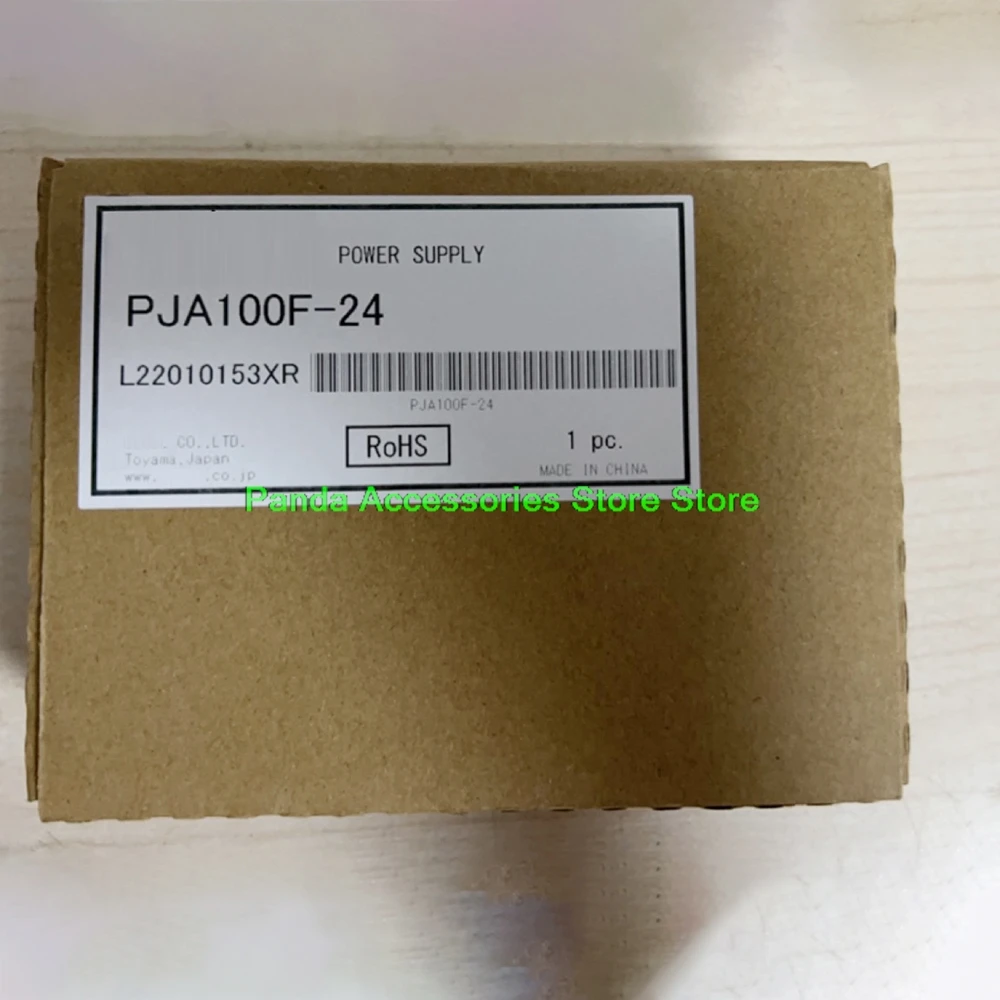 POWER SUPPLY
PJA100F-24
L22010153XR
PJA100F-24
CO.,LTD.
Toyama,Japan
www. .co.jp
RoHS
1 pc.
MADE IN CHINA
Panda Accessories Store Store